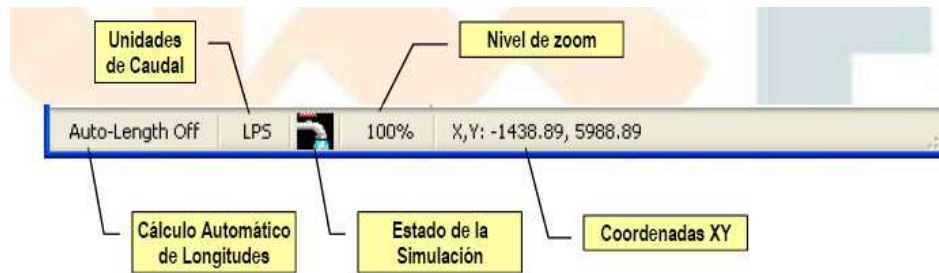 Unidades
de Caudal
Nivel de zoom
Auto-Length Off LPS 100% X,Y: -1438.89, 5988.89
Cálculo Automático
de Longitudes
Estado de la
Simulación
Coordenadas XY